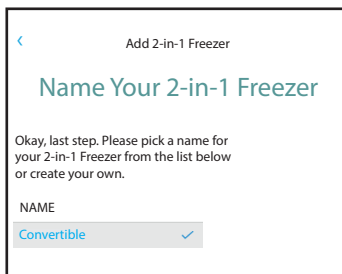 Add 2-in-1 Freezer
Name Your 2-in-1 Freezer
Okay, last step. Please pick a name for
your 2-in-1 Freezer from the list below
or create your own.
NAME
Convertible